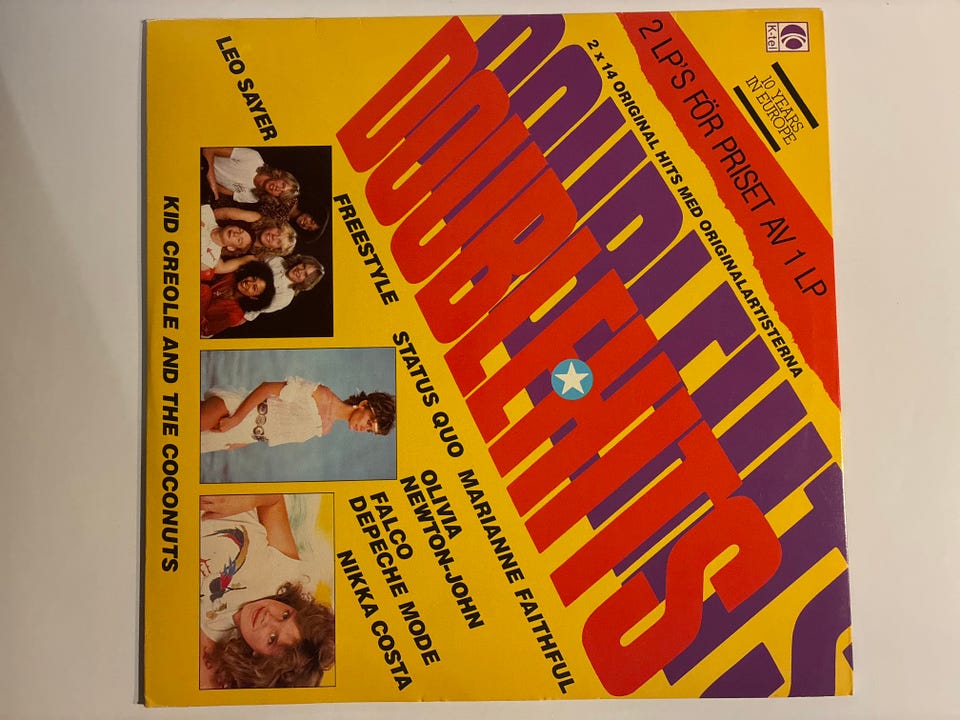 K-tel
10 YEARS
IN EUROPE
2 LP'S FÖR PRISET AV 1 LP
2 x 14 ORIGINAL HITS MED ORIGINALARTISTERNA
DOUBLE HITS
DOUBLE HITS
LEO SAYER
FREESTYLE
STATUS QUO
MARIANNE FAITHFUL
OLIVIA
NEWTON-JOHN
FALCO
DEPECHE MODE
NIKKA COSTA
KID CREOLE AND THE COCONUTS